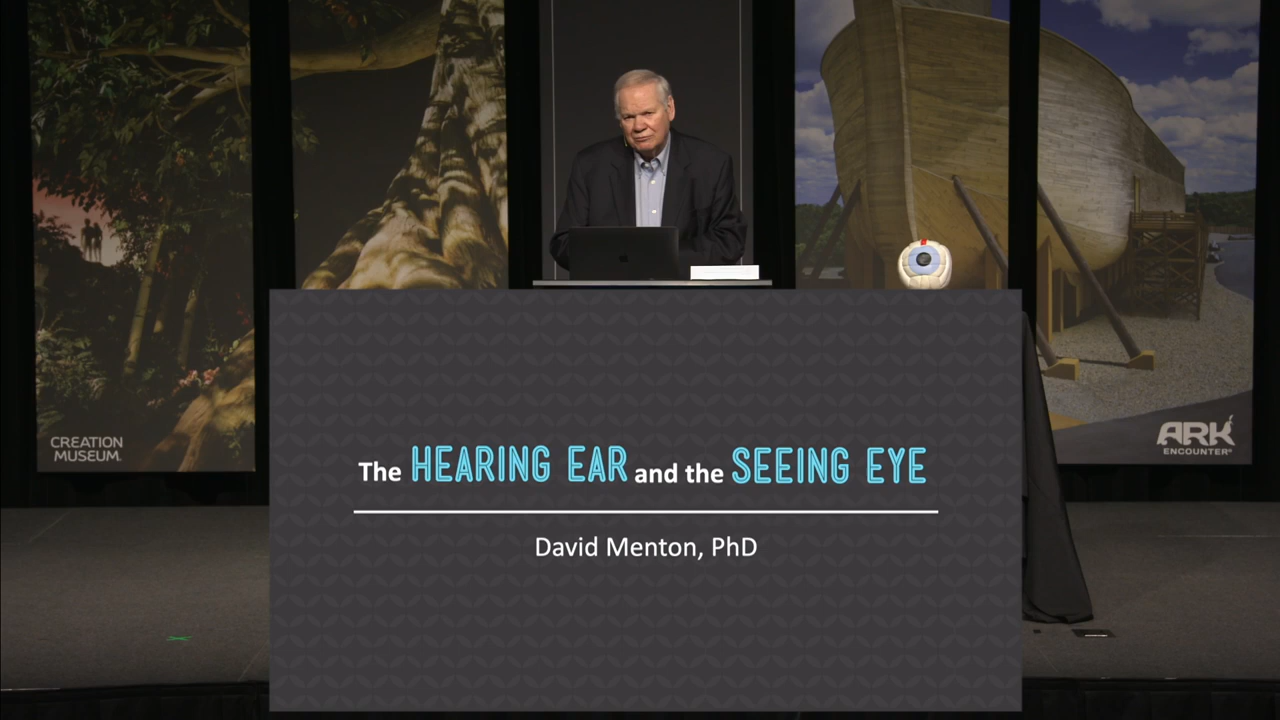 CREATION
MUSEUM
ARK
ENCOUNTER®
The HEARING EAR and the SEEING EYE
David Menton, PhD